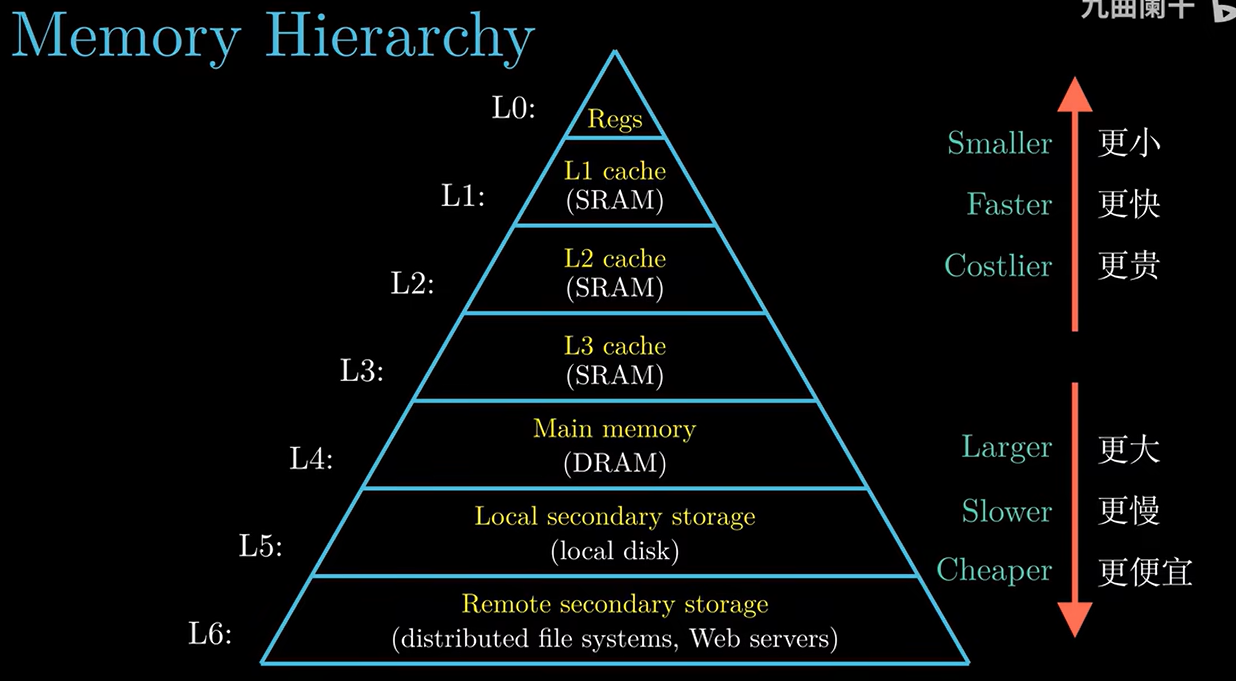 Memory Hierarchy
九曲阑干
L0:
Regs
L1:
L1 cache
(SRAM)
L2:
L2 cache
(SRAM)
L3:
L3 cache
(SRAM)
L4:
Main memory
(DRAM)
L5:
Local secondary storage
(local disk)
L6:
Remote secondary storage
(distributed file systems, Web servers)
Smaller 更小
Faster 更快
Costlier 更贵
Larger 更大
Slower 更慢
Cheaper 更便宜